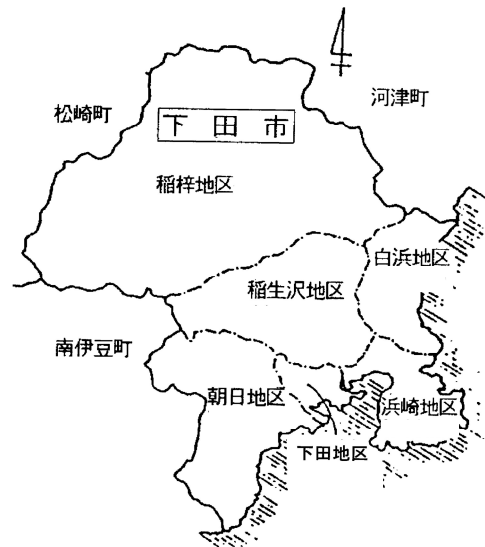 河津町
松崎町
下田市
稲梓地区
白浜地区
稲生沢地区
南伊豆町
朝日地区
浜崎地区
下田地区